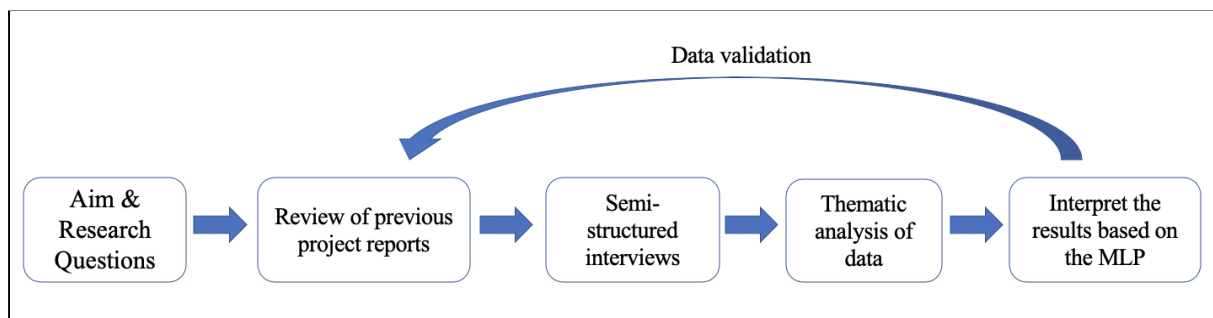 Data validation
Aim &
Research
Questions
Review of previous
project reports
Semi-
structured
interviews
Thematic
analysis of
data
Interpret the
results based on
the MLP